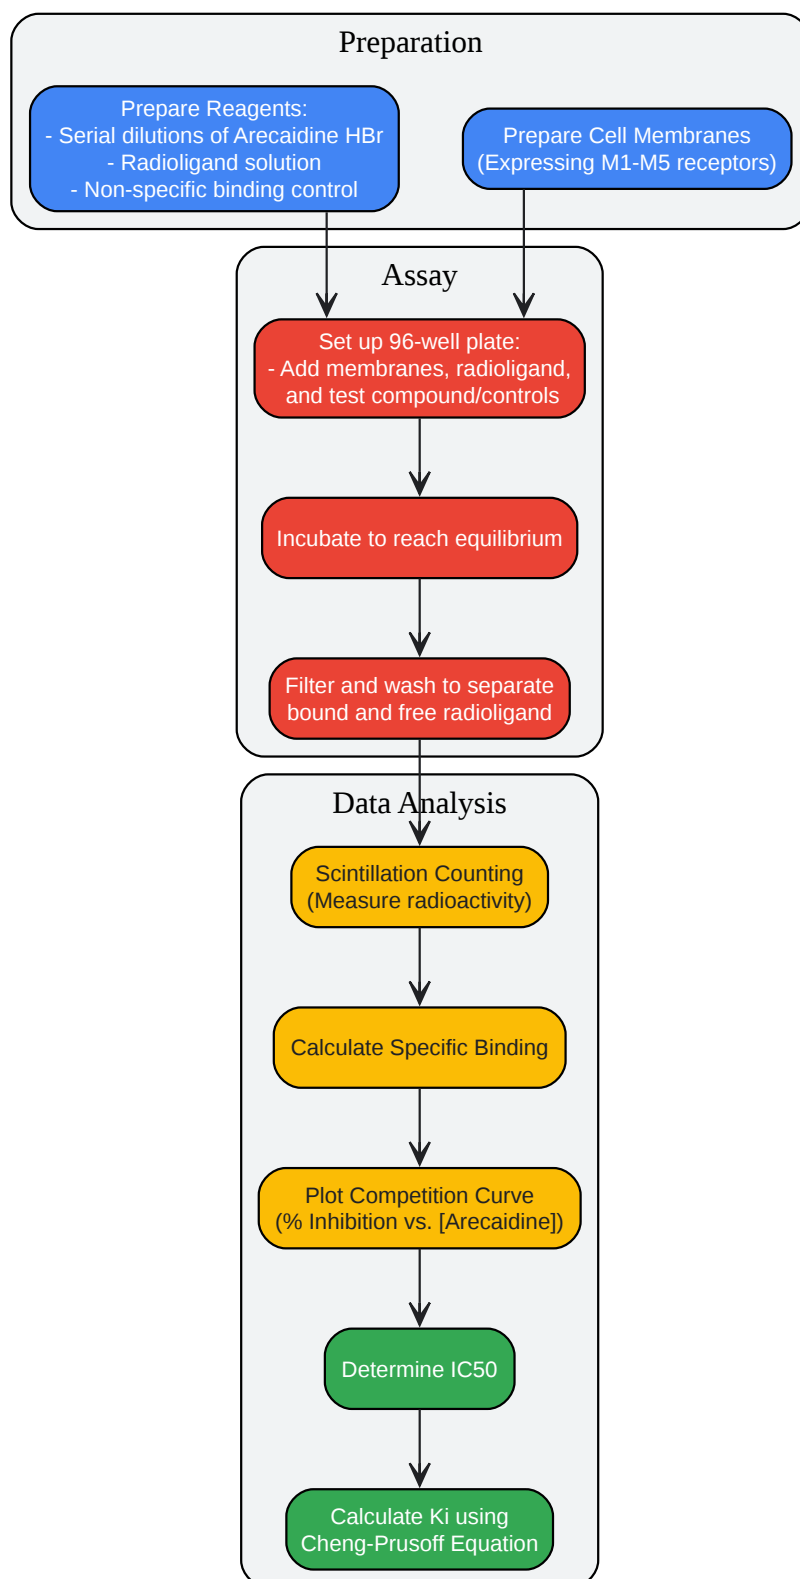 Preparation
Prepare Reagents:
- Serial dilutions of Arecaidine HBr
- Radioligand solution
- Non-specific binding control
Prepare Cell Membranes
(Expressing M1-M5 receptors)
Assay
Set up 96-well plate:
- Add membranes, radioligand,
and test compound/controls
Incubate to reach equilibrium
Filter and wash to separate
bound and free radioligand
Data Analysis
Scintillation Counting
(Measure radioactivity)
Calculate Specific Binding
Plot Competition Curve
(% Inhibition vs. [Arecaidine])
Determine IC50
Calculate Ki using
Cheng-Prusoff Equation